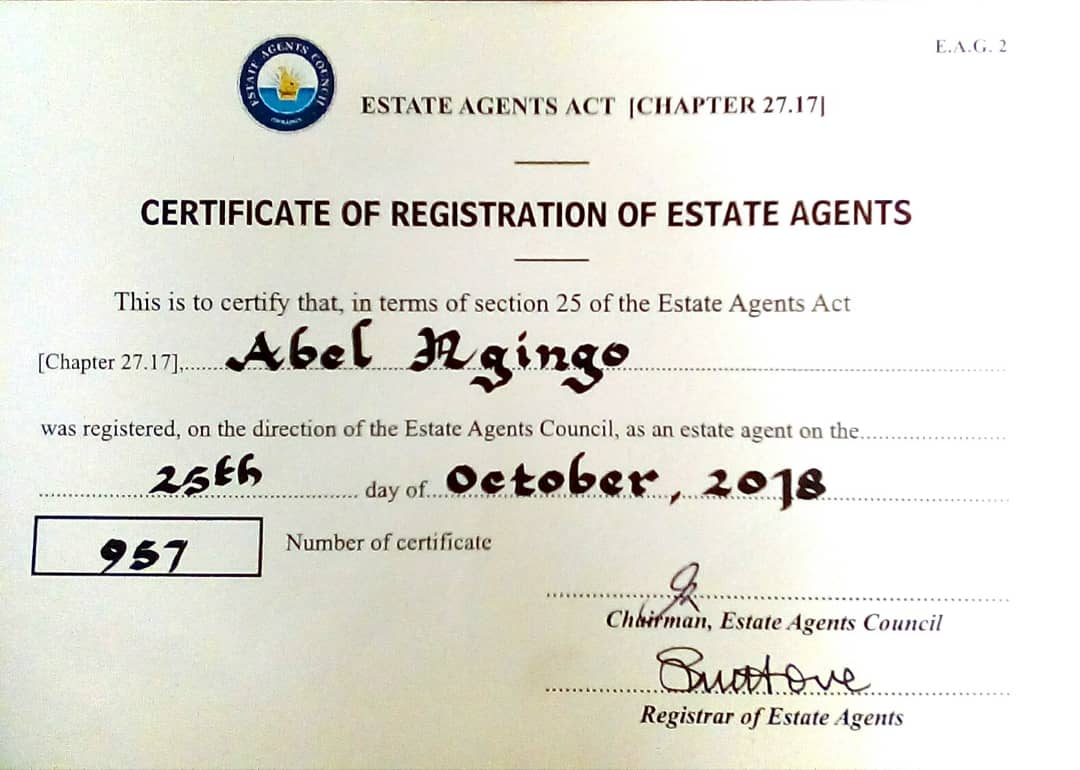 E.A.G. 2
ESTATE AGENTS COUNCIL
ESTATE AGENTS ACT [CHAPTER 27.17]
CERTIFICATE OF REGISTRATION OF ESTATE AGENTS
This is to certify that, in terms of section 25 of the Estate Agents Act
[Chapter 27.17],...... Abel Ngingo
was registered, on the direction of the Estate Agents Council, as an estate agent on the
25th day of October, 2018
957 Number of certificate
Chairman, Estate Agents Council
Registrar of Estate Agents